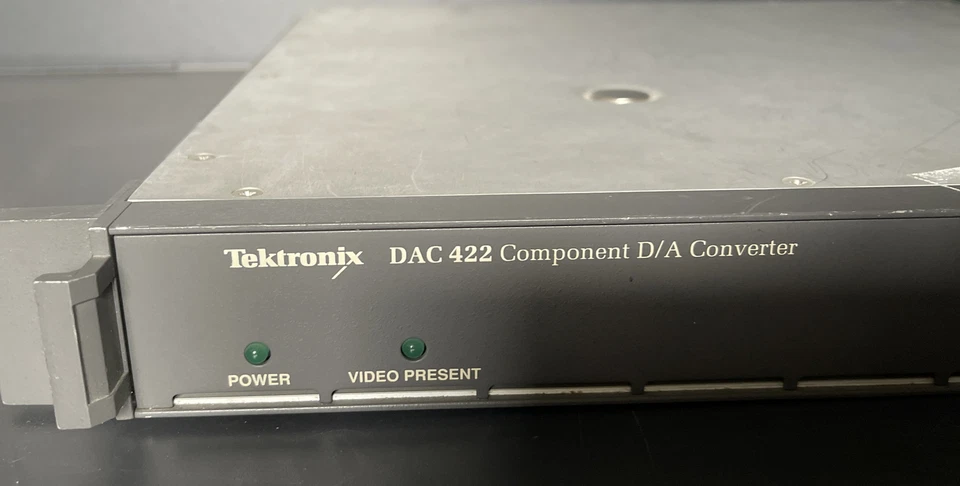 Tektronix DAC 422 Component D/A Converter
POWER VIDEO PRESENT